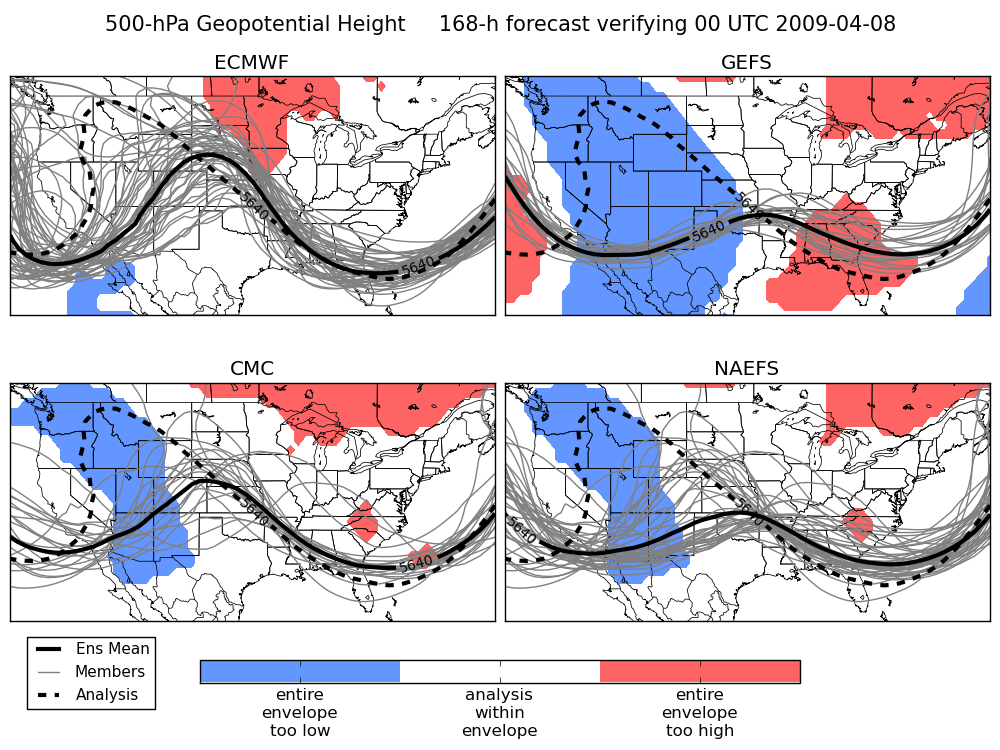 500-hPa Geopotential Height 168-h forecast verifying 00 UTC 2009-04-08
ECMWF
GEFS
5640
5640
5640
CMC
NAEFS
5640
5640
5640
Ens Mean
Members
Analysis
entire
envelope
too low
analysis
within
envelope
entire
envelope
too high